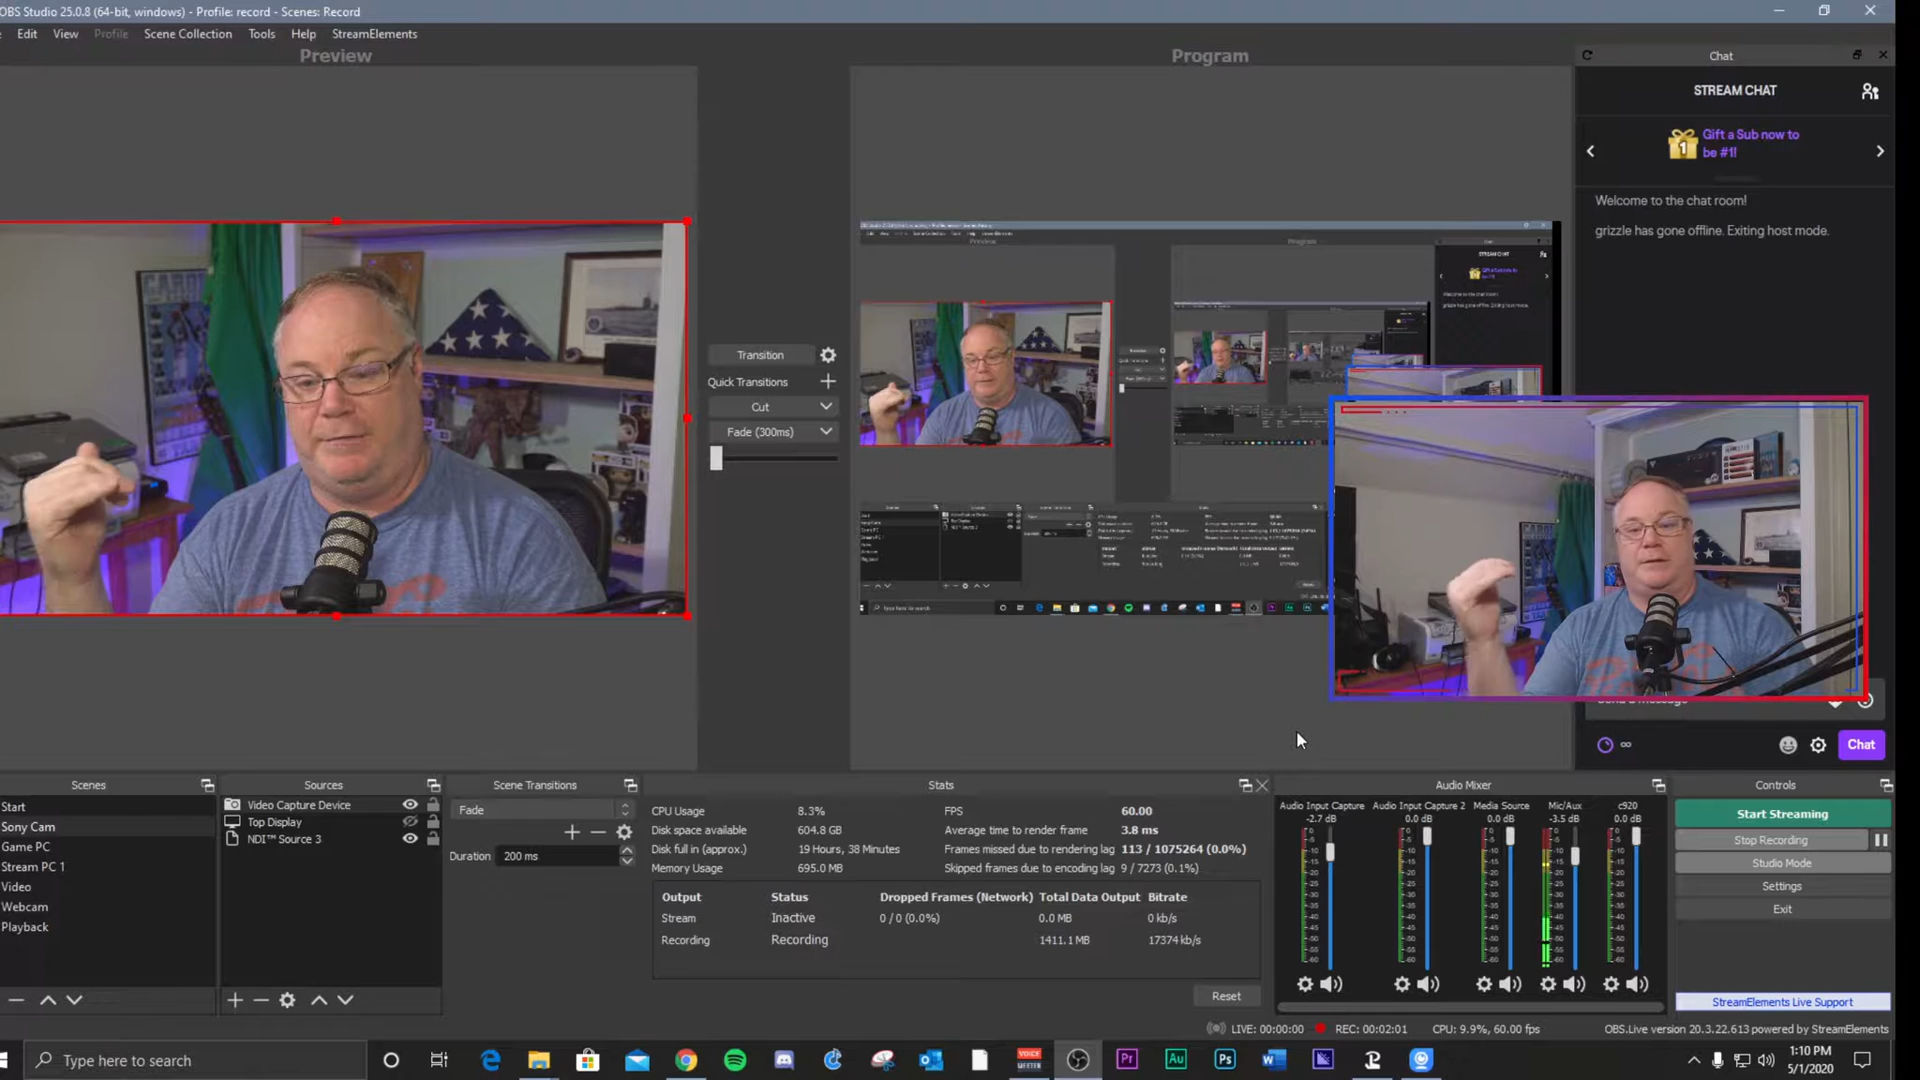 OBS Studio 25.0.8 (64-bit, windows) - Profile: record - Scenes: Record
Edit View Profile Scene Collection Tools Help StreamElements
Preview
Program
Chat
STREAM CHAT
Gift a Sub now to
be #1!
1
Welcome to the chat room!
grizzle has gone offline. Exiting host mode.
Transition
Quick Transitions
Cut
Fade (300ms)
Chat
Scenes
Start
Sony Cam
Game PC
Stream PC 1
Video
Webcam
Playback
Sources
Video Capture Device
Top Display
NDI™ Source 3
Scene Transitions
Fade
Duration 200 ms
Stats
CPU Usage 8.3% FPS 60.00
Disk space available 604.8 GB Average time to render frame 3.8 ms
Disk full in (approx.) 19 Hours, 38 Minutes Frames missed due to rendering lag 113 / 1075264 (0.0%)
Memory Usage 695.0 MB Skipped frames due to encoding lag 9 / 7273 (0.1%)
Output Status Dropped Frames (Network) Total Data Output Bitrate
Stream Inactive 0 / 0 (0.0%) 0.0 MB 0 kb/s
Recording Recording 1411.1 MB 17374 kb/s
Reset
Audio Mixer
Audio Input Capture Audio Input Capture 2 Media Source Mic/Aux c920
-2.7 dB 0.0 dB 0.0 dB -3.5 dB 0.0 dB
Controls
Start Streaming
Stop Recording
Studio Mode
Settings
Exit
StreamElements Live Support
LIVE: 00:00:00 REC: 00:02:01 CPU: 9.9%, 60.00 fps OBS.Live version 20.3.22.613 powered by StreamElements
Type here to search
VOICE MEETER
Pr Au Ps
1:10 PM
5/1/2020